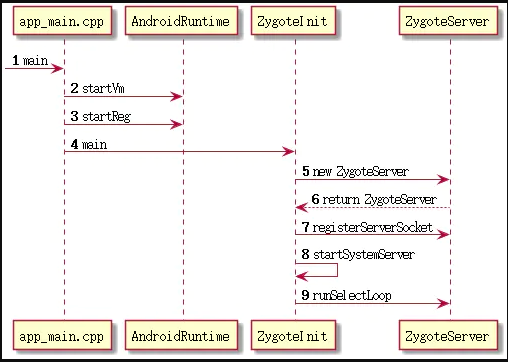 app_main.cpp AndroidRuntime ZygoteInit ZygoteServer
1 main
2 startVm
3 startReg
4 main
5 new ZygoteServer
6 return ZygoteServer
7 registerServerSocket
8 startSystemServer
9 runSelectLoop
app_main.cpp AndroidRuntime ZygoteInit ZygoteServer